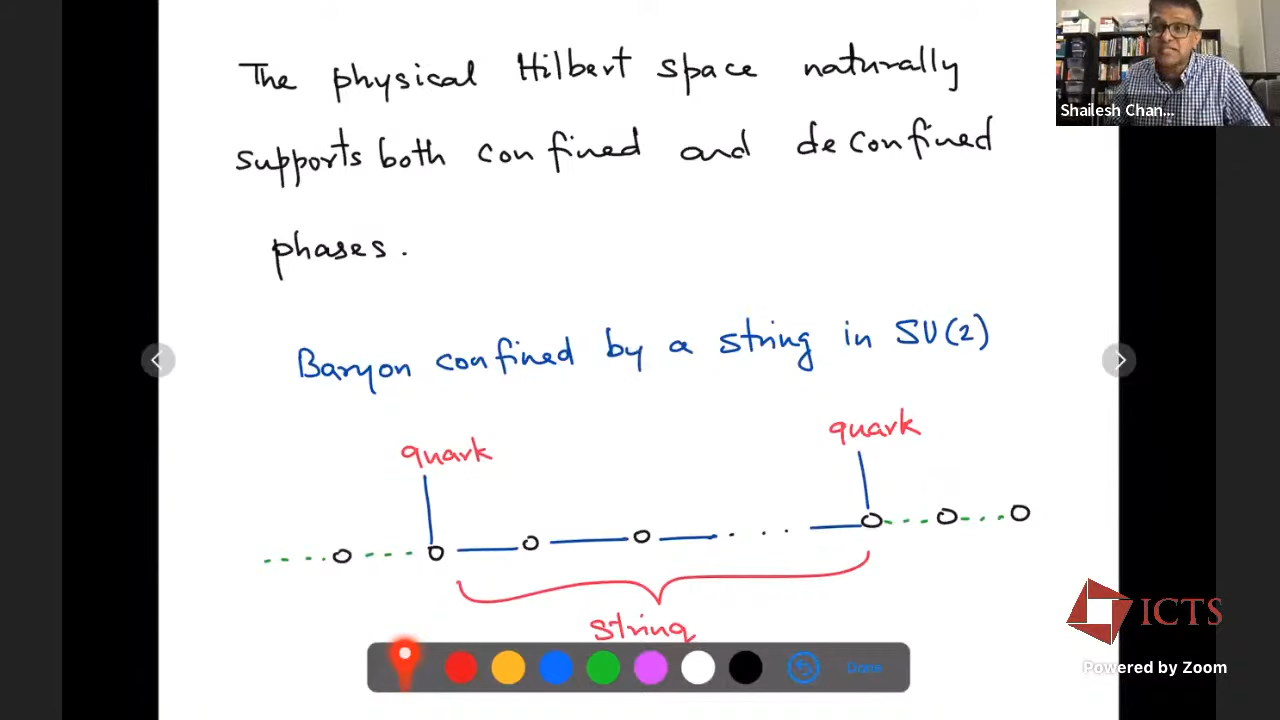 The physical Hilbert space naturally
supports both confined and deconfined
phases.
Baryon confined by a string in SU(2)
quark
quark
string
Shailesh Chan...
ICTS
Powered by Zoom
Done